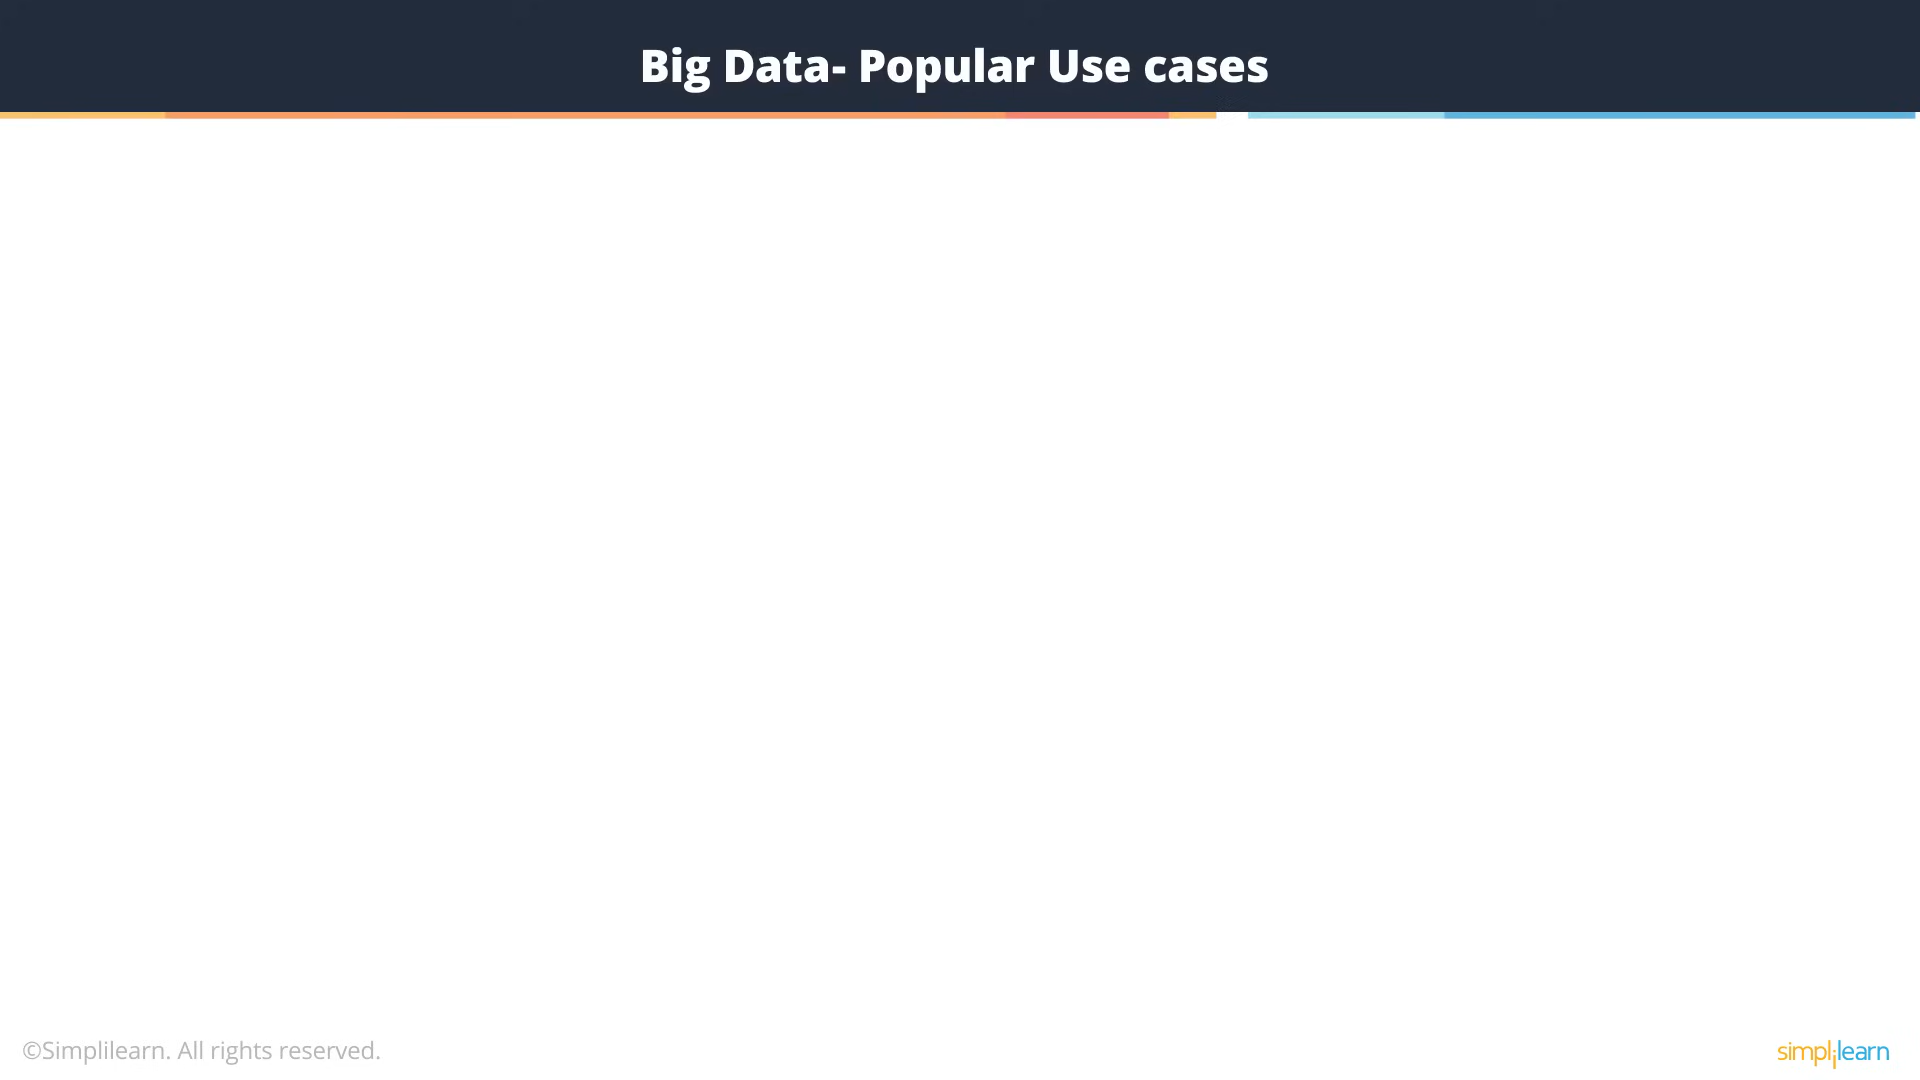 Big Data- Popular Use cases
©Simplilearn. All rights reserved.
simplilearn